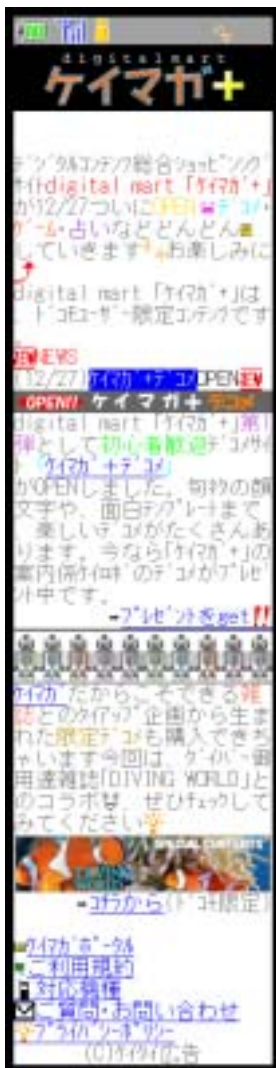 digitalmart
ケイマガ+
デジタルコンテンツ総合ショッピング
サイトdigital mart「ケイマガ+」
が12/27ついにOPEN デコメ・
ゲーム・占いなどどんどん
していきます お楽しみに
digital mart「ケイマガ+」は
ドコモユーザー限定コンテンツです
NEWS
(12/27)ケイマガ+デコメOPEN
OPEN!! ケイマガ+デコメ
digital mart「ケイマガ+」第1
弾として初心者歓迎デコメサイ
ト「ケイマガ+デコメ」
がOPENしました。旬ネタの顔
文字や、面白テンプレートまで
楽しいデコメがたくさんあ
ります。今なら「ケイマガ+」の
案内係ケイロボのデコメがプレゼ
ント中です。
➡プレゼントをget!!
ケイマガだからこそできる雑
誌とのタイアップ企画から生ま
れた限定デコメも購入できち
ゃいます今回は、ダイバー御
用達雑誌「DIVING WORLD」と
のコラボ ぜひチェックして
みてください
SPECIAL CONTENTS
➡コチラから(ドコモ限定)
ケイマガポータル
ご利用規約
対応機種
ご質問・お問い合わせ
プライバシーポリシー
(C)ケイタイ広告